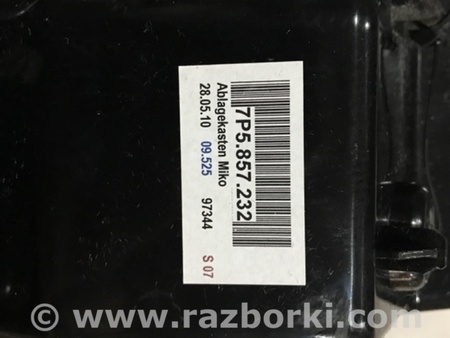 7P5.857.232
Ablagekasten Miko
28.05.10 09.525 97344 S 07
© www.razborki.com